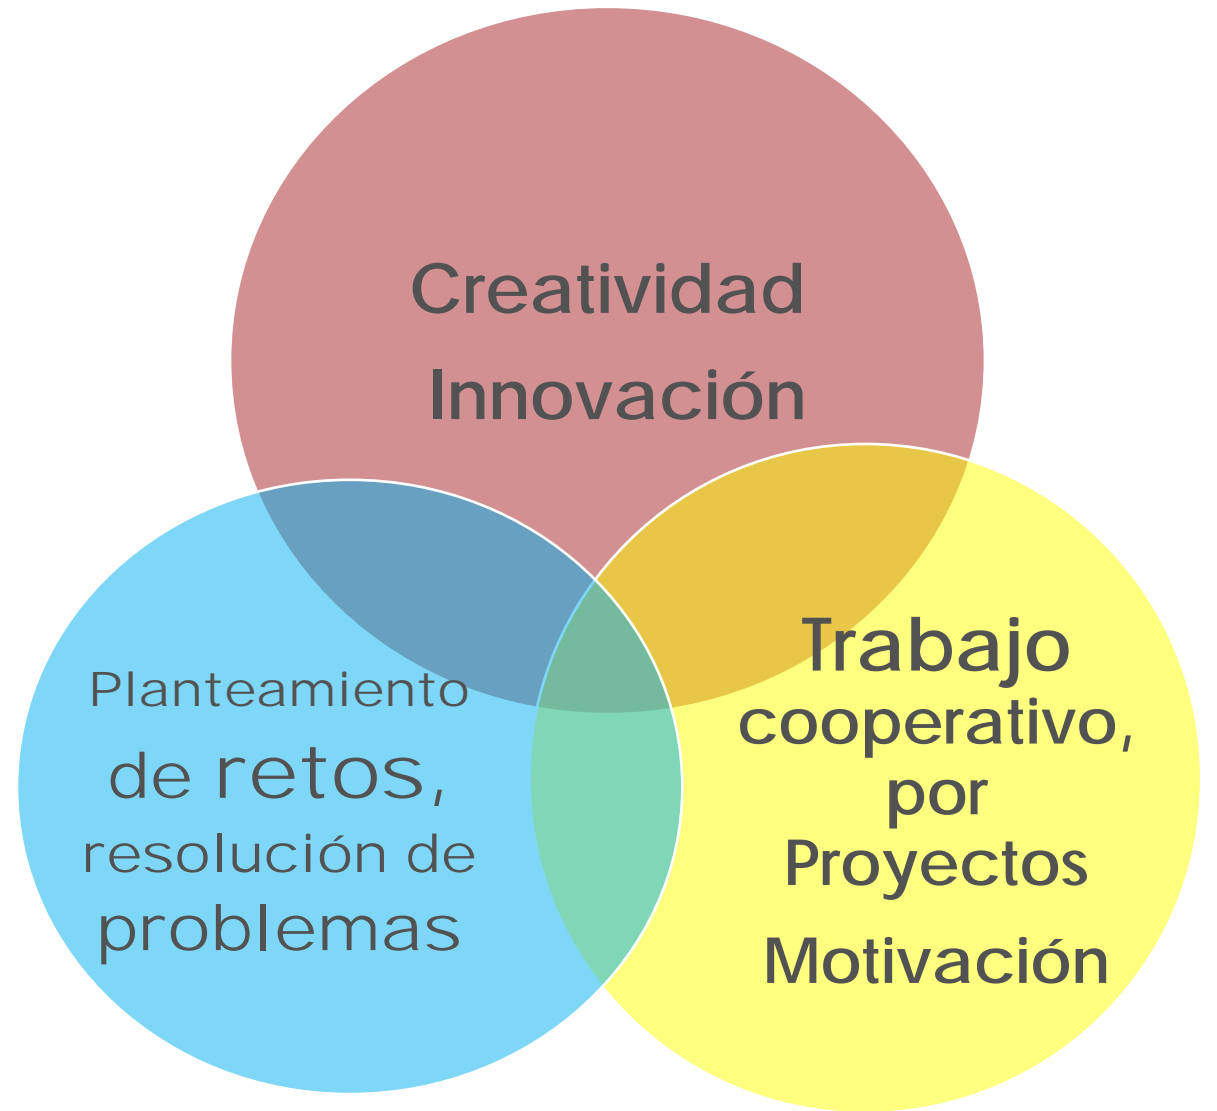 Creatividad
Innovación
Planteamiento
de retos,
resolución de
problemas
Trabajo
cooperativo,
por
Proyectos
Motivación